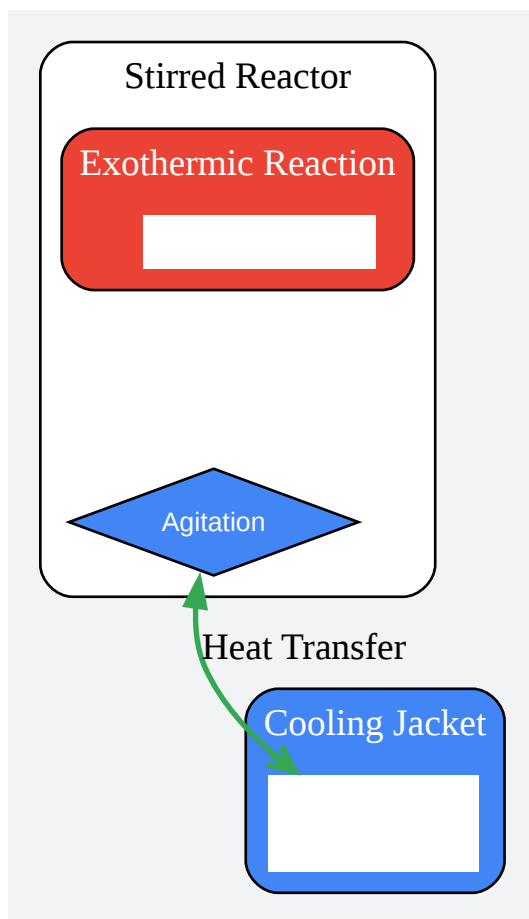 Stirred Reactor
Exothermic Reaction
Agitation
Heat Transfer
Cooling Jacket